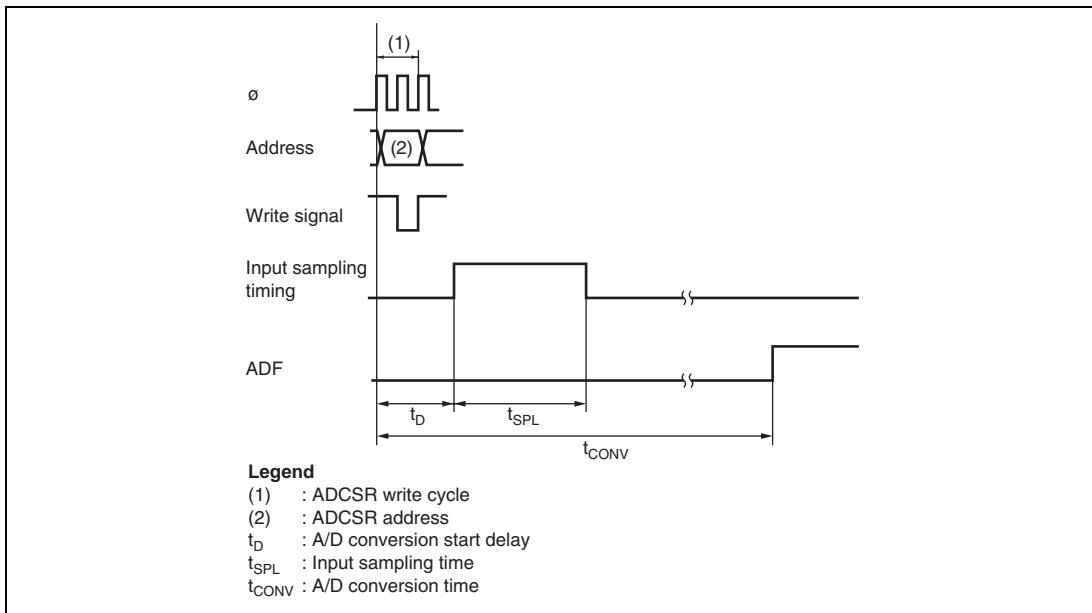 (1)
ø
Address
(2)
Write signal
Input sampling
timing
ADF
tD
tSPL
tCONV
Legend
(1) : ADCSR write cycle
(2) : ADCSR address
tD : A/D conversion start delay
tSPL : Input sampling time
tCONV : A/D conversion time